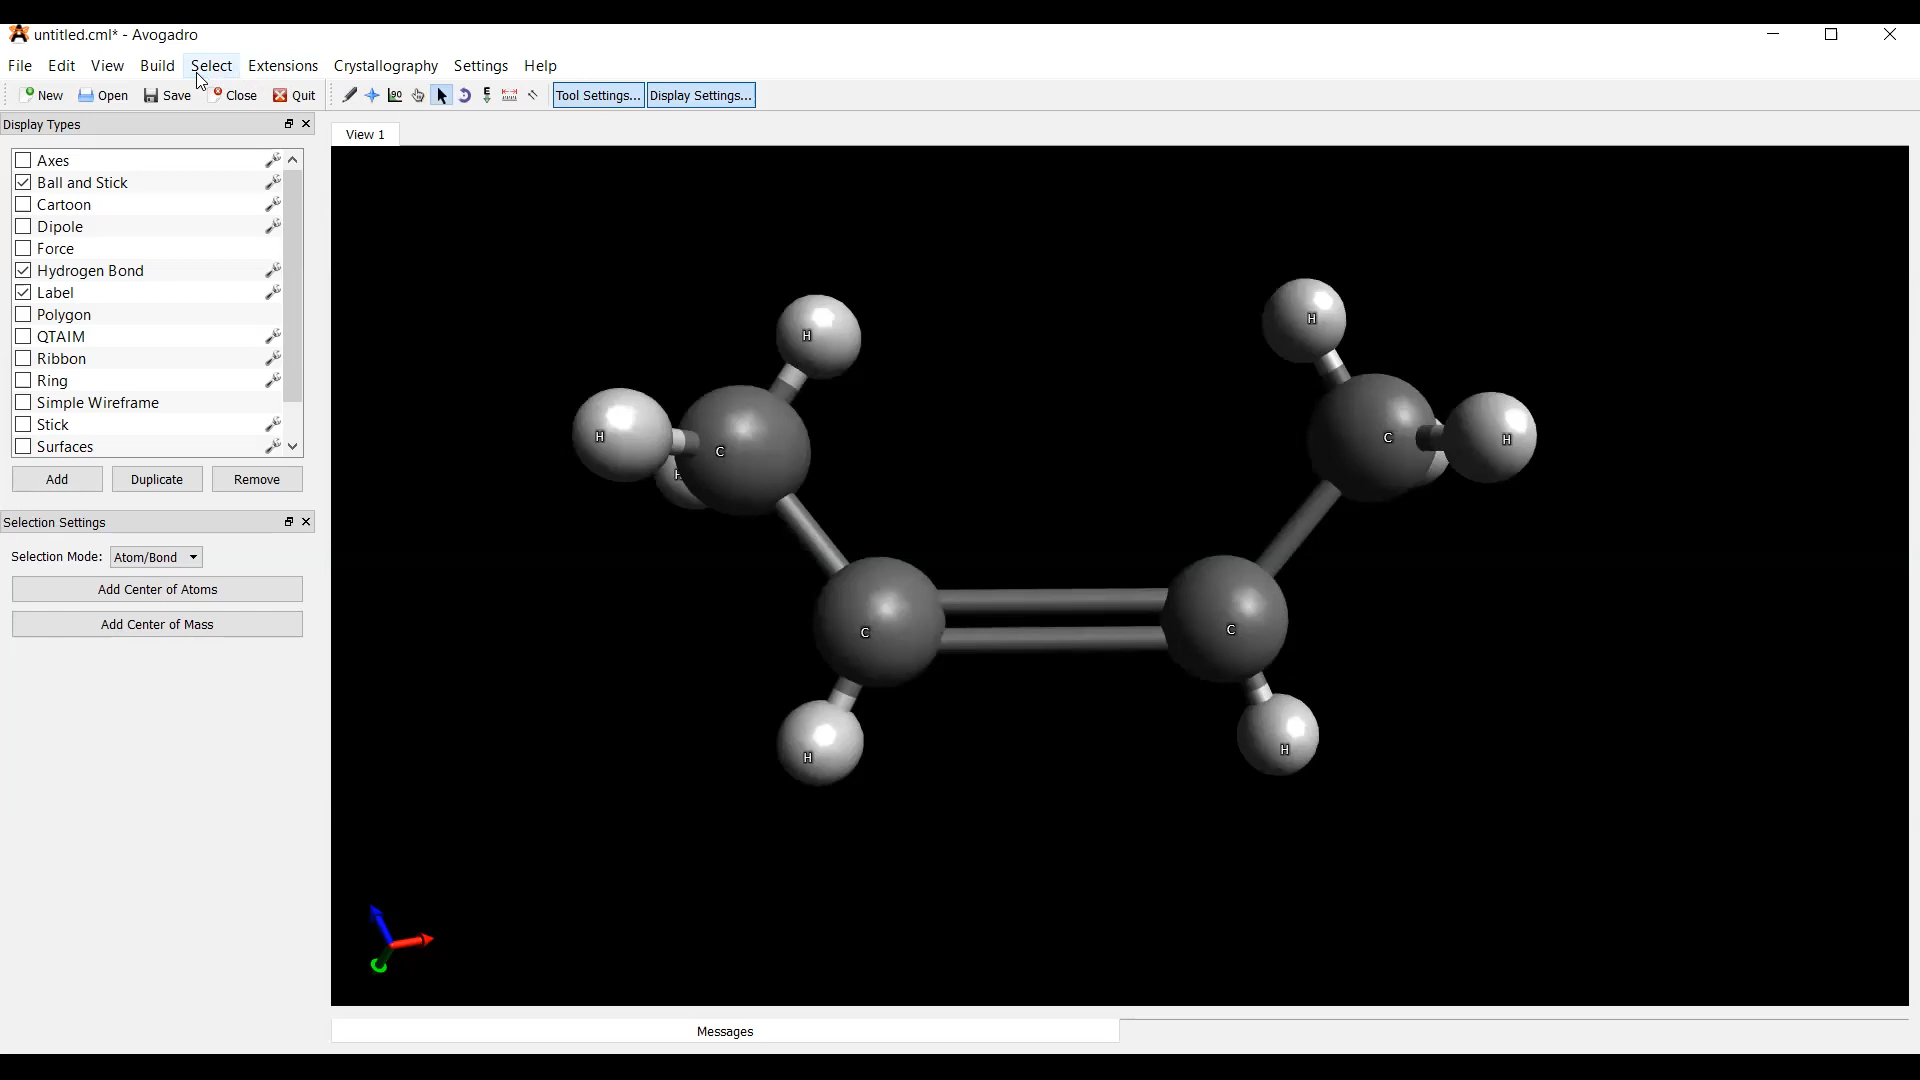 untitled.cml* - Avogadro
File Edit View Build Select Extensions Crystallography Settings Help
New Open Save Close Quit E Tool Settings... Display Settings...
Display Types
View 1
Axes
Ball and Stick
Cartoon
Dipole
Force
Hydrogen Bond
Label
Polygon
QTAIM
Ribbon
Ring
Simple Wireframe
Stick
Surfaces
Add Duplicate Remove
Selection Settings
Selection Mode: Atom/Bond
Add Center of Atoms
Add Center of Mass
H H
H C C H
H
C C
H H
Messages